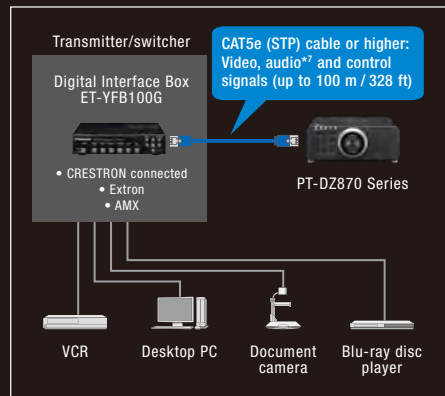 Transmitter/switcher
Digital Interface Box
ET-YFB100G
• CRESTRON connected
• Extron
• AMX
CAT5e (STP) cable or higher:
Video, audio*7 and control
signals (up to 100 m / 328 ft)
PT-DZ870 Series
VCR
Desktop PC
Document
camera
Blu-ray disc
player